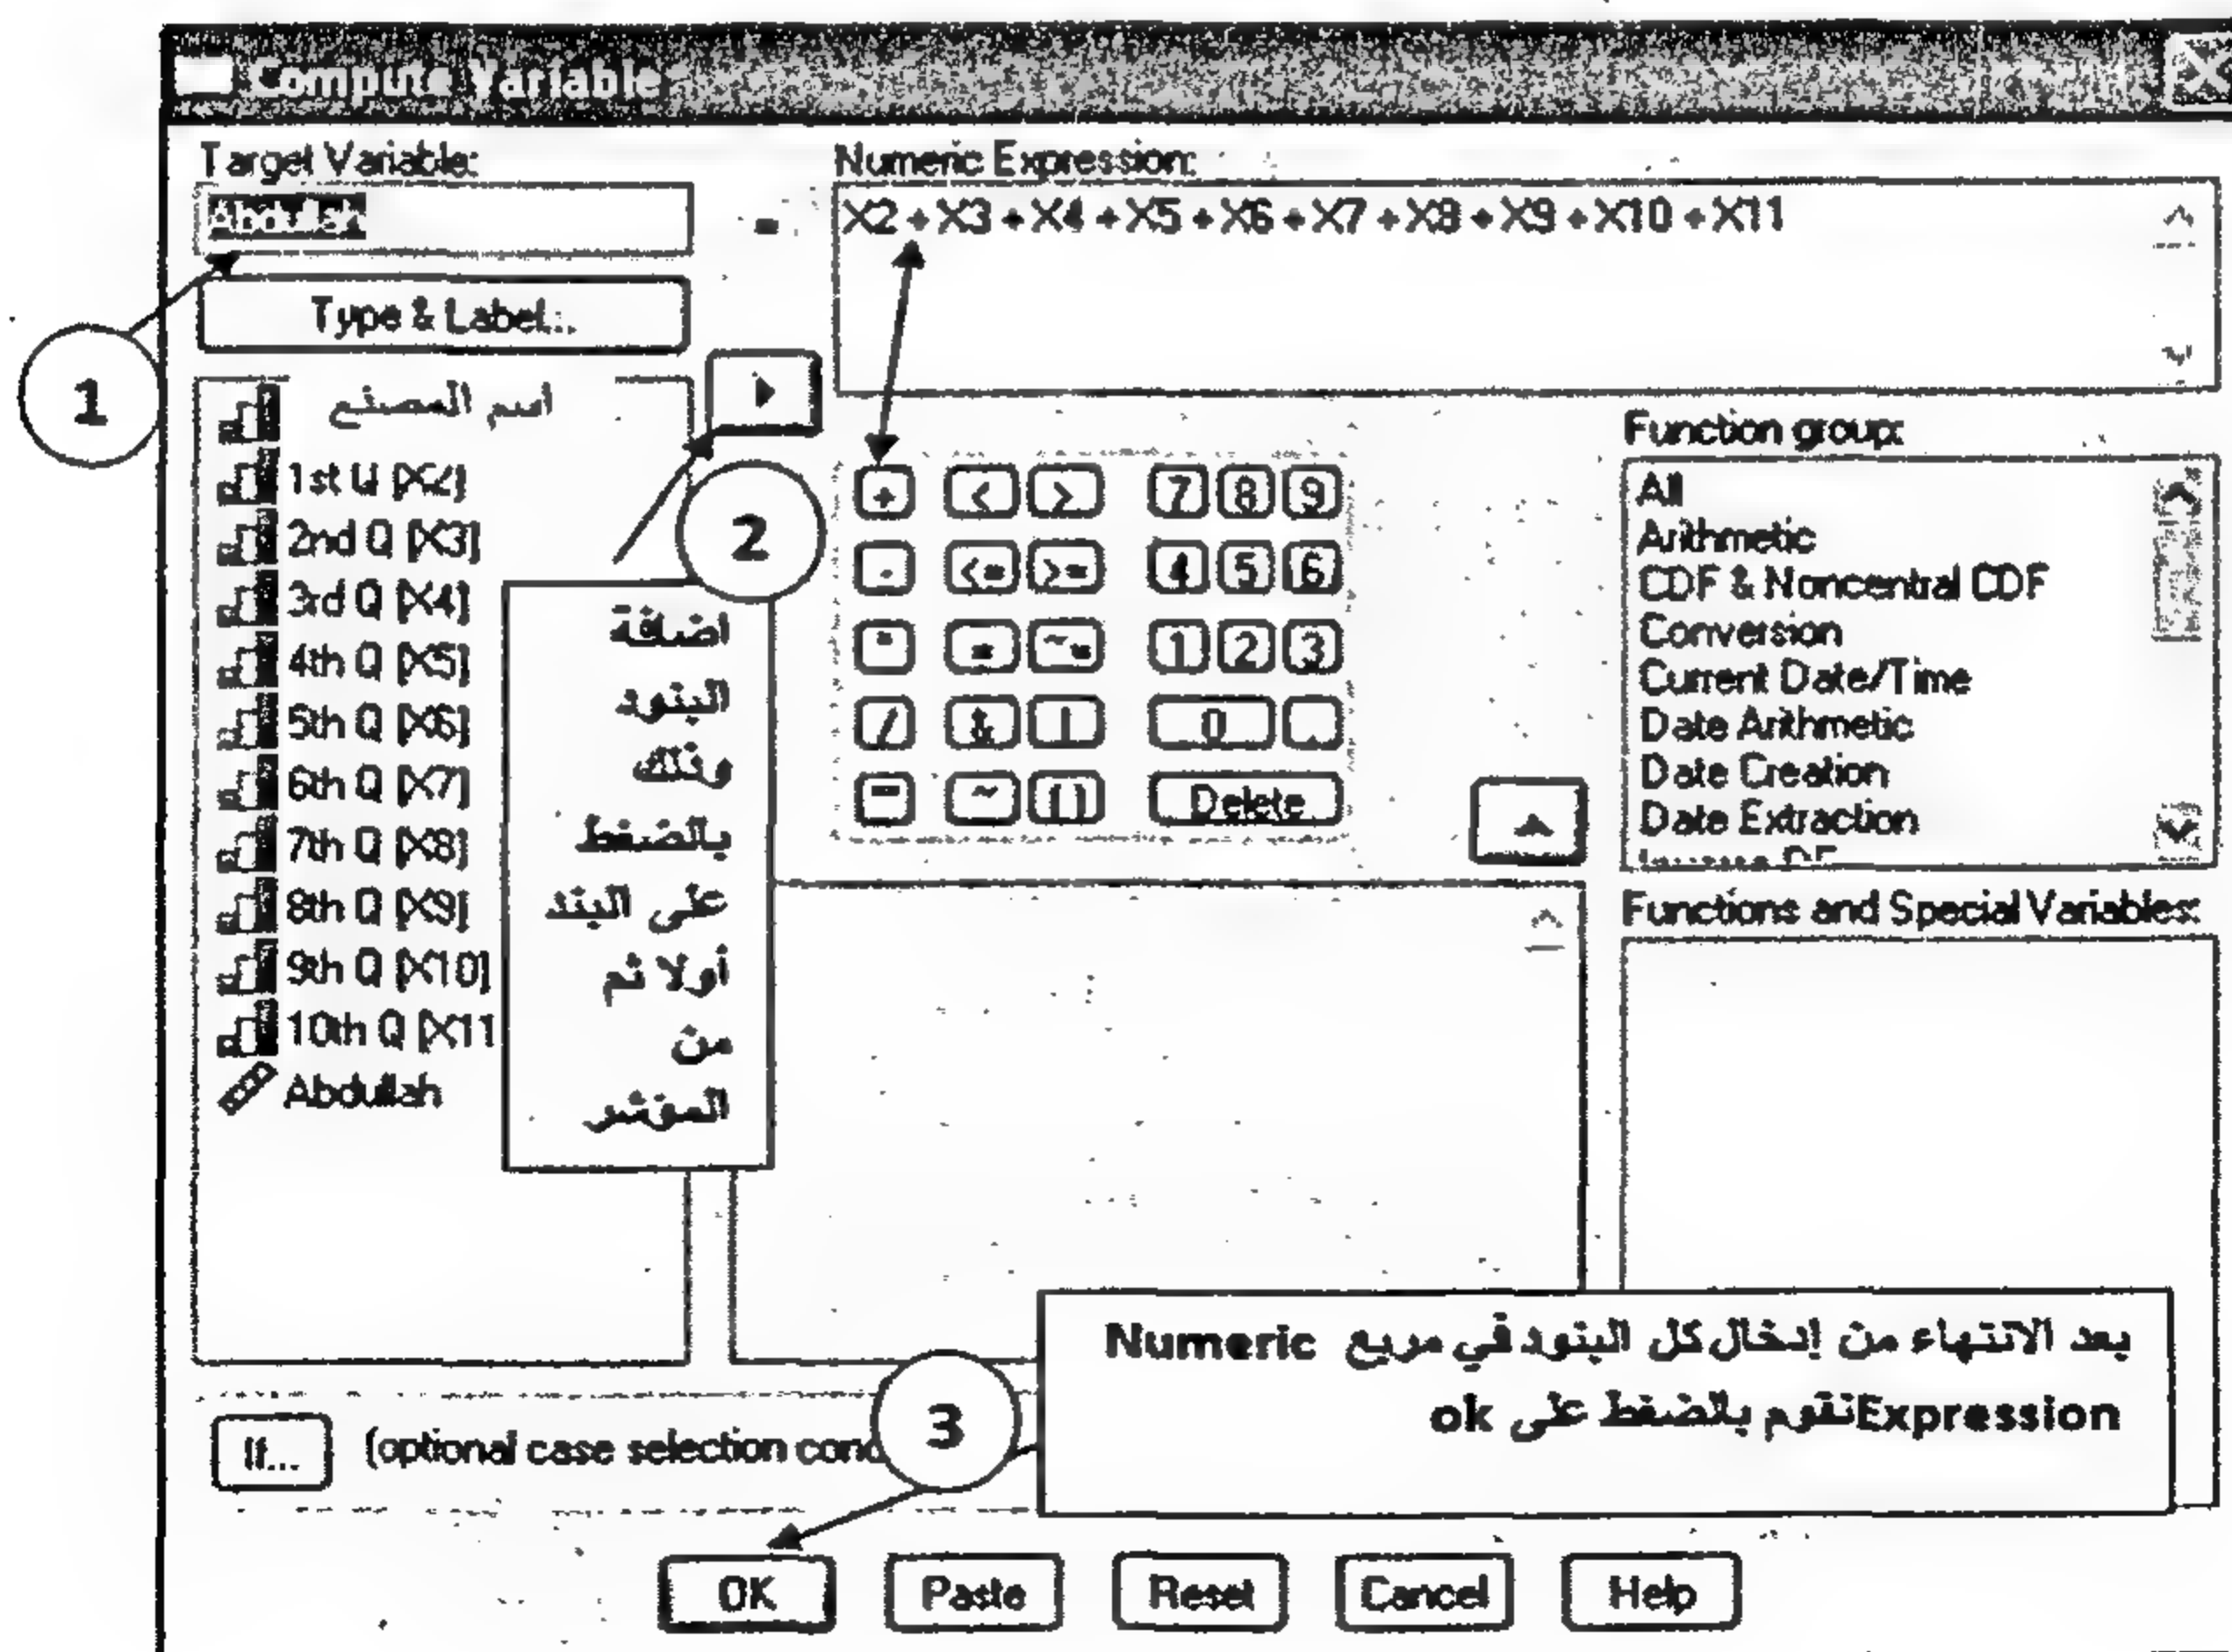 Compute Variable
Target Variable:
Abdullah
Type & Label...
Numeric Expression:
X2 + X3 + X4 + X5 + X6 + X7 + X8 + X9 + X10 + X11
1
اسم المصنع
1st Q [X2]
2nd Q [X3]
3rd Q [X4]
4th Q [X5]
5th Q [X6]
6th Q [X7]
7th Q [X8]
8th Q [X9]
9th Q [X10]
10th Q [X11
Abdullah
2
اضافة
البنود
وذلك
بالضغط
على البند
أولا ثم
من
المؤشر
+ < > 7 8 9
- <= >= 4 5 6
* = ~= 1 2 3
/ & | 0 .
** ~ () Delete
Function group:
All
Arithmetic
CDF & Noncentral CDF
Conversion
Current Date/Time
Date Arithmetic
Date Creation
Date Extraction
Functions and Special Variables:
بعد الانتهاء من إدخال كل البنود في مربع Numeric
Expression نقوم بالضغط على ok
3
If...
(optional case selection cond
OK
Paste
Reset
Cancel
Help